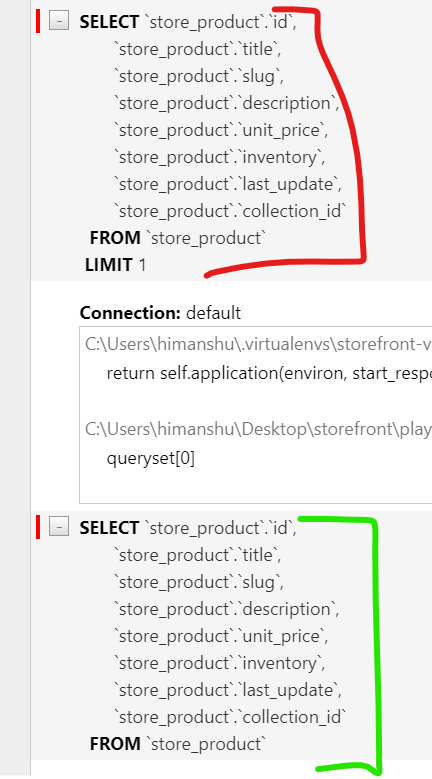 SELECT `store_product`.`id`,
`store_product`.`title`,
`store_product`.`slug`,
`store_product`.`description`,
`store_product`.`unit_price`,
`store_product`.`inventory`,
`store_product`.`last_update`,
`store_product`.`collection_id`
FROM `store_product`
LIMIT 1
Connection: default
C:\Users\himanshu\.virtualenvs\storefront-v
return self.application(environ, start_respo
C:\Users\himanshu\Desktop\storefront\play
queryset[0]
SELECT `store_product`.`id`,
`store_product`.`title`,
`store_product`.`slug`,
`store_product`.`description`,
`store_product`.`unit_price`,
`store_product`.`inventory`,
`store_product`.`last_update`,
`store_product`.`collection_id`
FROM `store_product`